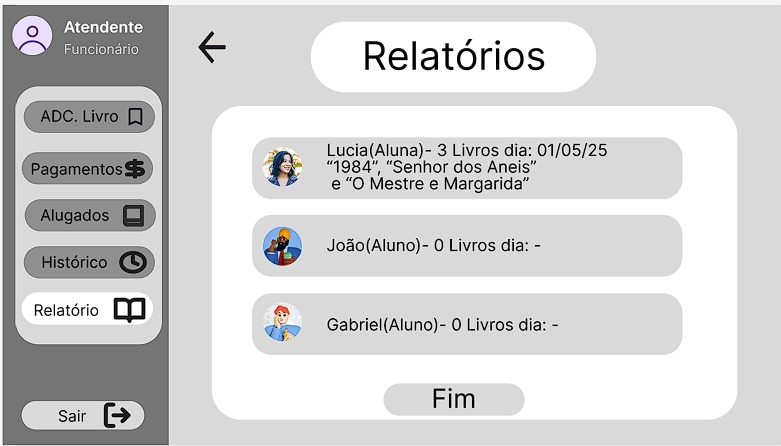 Atendente
Funcionário
ADC. Livro
Pagamentos
Alugados
Histórico
Relatório
Sair
Relatórios
Lucia(Aluna)- 3 Livros dia: 01/05/25
“1984”, “Senhor dos Aneis”
e “O Mestre e Margarida”
João(Aluno)- 0 Livros dia: -
Gabriel(Aluno)- 0 Livros dia: -
Fim